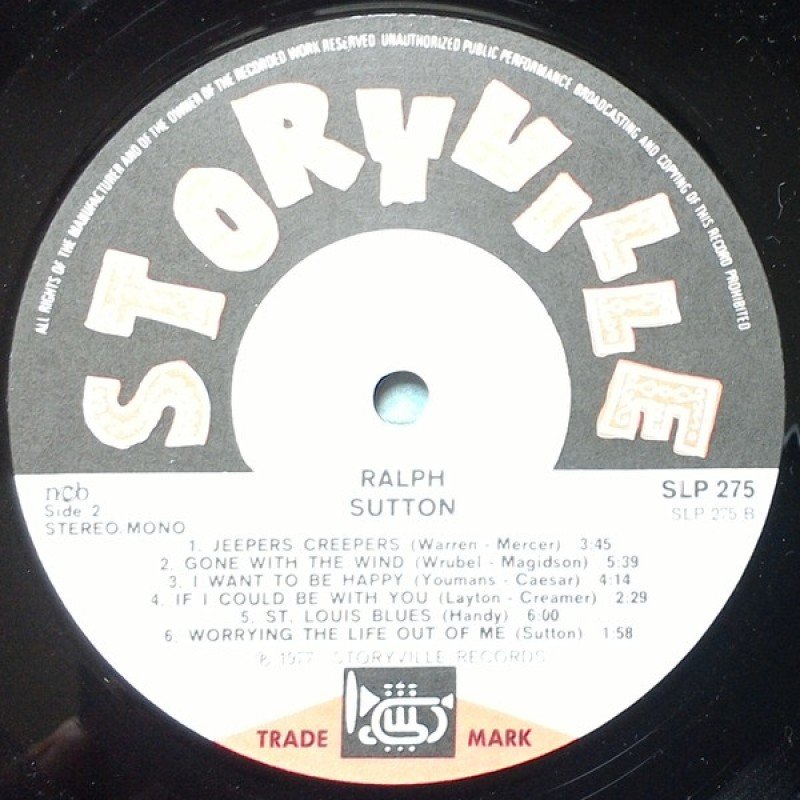 ALL RIGHTS OF THE MANUFACTURER AND OF THE OWNER OF THE RECORDED WORK RESERVED UNAUTHORIZED PUBLIC PERFORMANCE BROADCASTING AND COPYING OF THIS RECORD PROHIBITED
STORYVILLE
RALPH
SUTTON
ncb
Side 2
STEREO. MONO
SLP 275
SLP 275 B
1. JEEPERS CREEPERS (Warren - Mercer) 3:45
2. GONE WITH THE WIND (Wrubel - Magidson) 5:39
3. I WANT TO BE HAPPY (Youmans - Caesar) 4:14
4. IF I COULD BE WITH YOU (Layton - Creamer) 2:29
5. ST. LOUIS BLUES (Handy) 6:00
6. WORRYING THE LIFE OUT OF ME (Sutton) 1:58
℗ 1977 STORYVILLE RECORDS
TRADE MARK